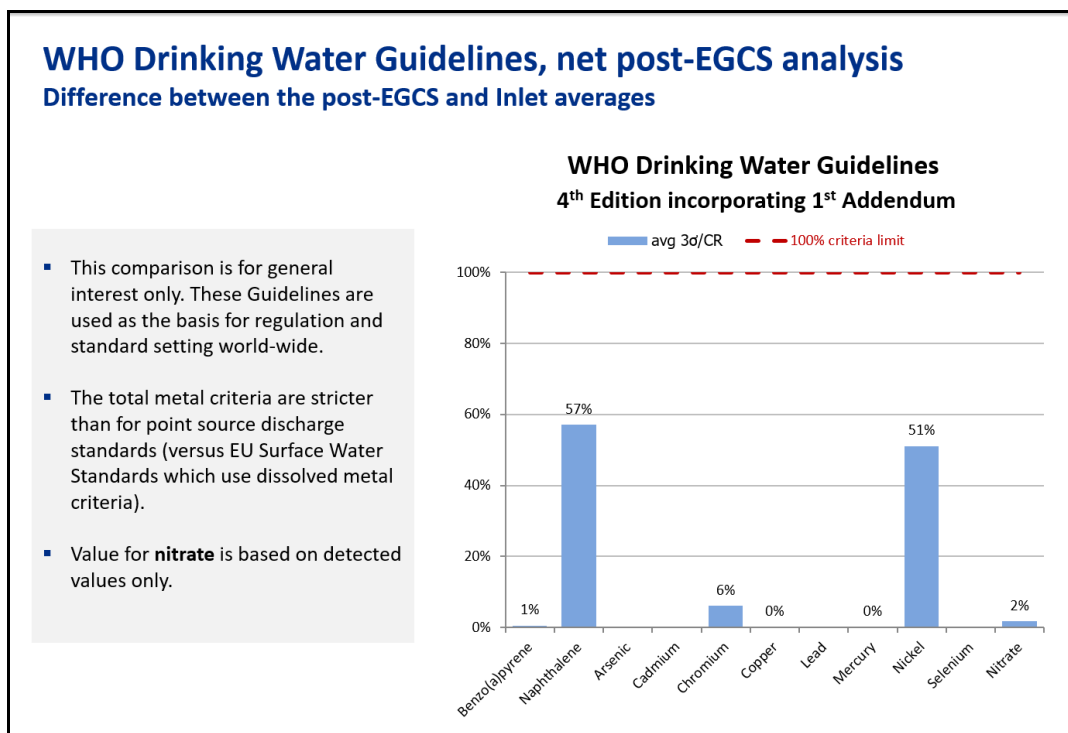 WHO Drinking Water Guidelines, net post-EGCS analysis
Difference between the post-EGCS and Inlet averages
▪ This comparison is for general
interest only. These Guidelines are
used as the basis for regulation and
standard setting world-wide.
▪ The total metal criteria are stricter
than for point source discharge
standards (versus EU Surface Water
Standards which use dissolved metal
criteria).
▪ Value for nitrate is based on detected
values only.
WHO Drinking Water Guidelines
4th Edition incorporating 1st Addendum
avg 3σ/CR 100% criteria limit
100%
80%
60%
40%
20%
0%
1%
57%
6%
0%
0%
51%
2%
Benzo(a)pyrene
Naphthalene
Arsenic
Cadmium
Chromium
Copper
Lead
Mercury
Nickel
Selenium
Nitrate